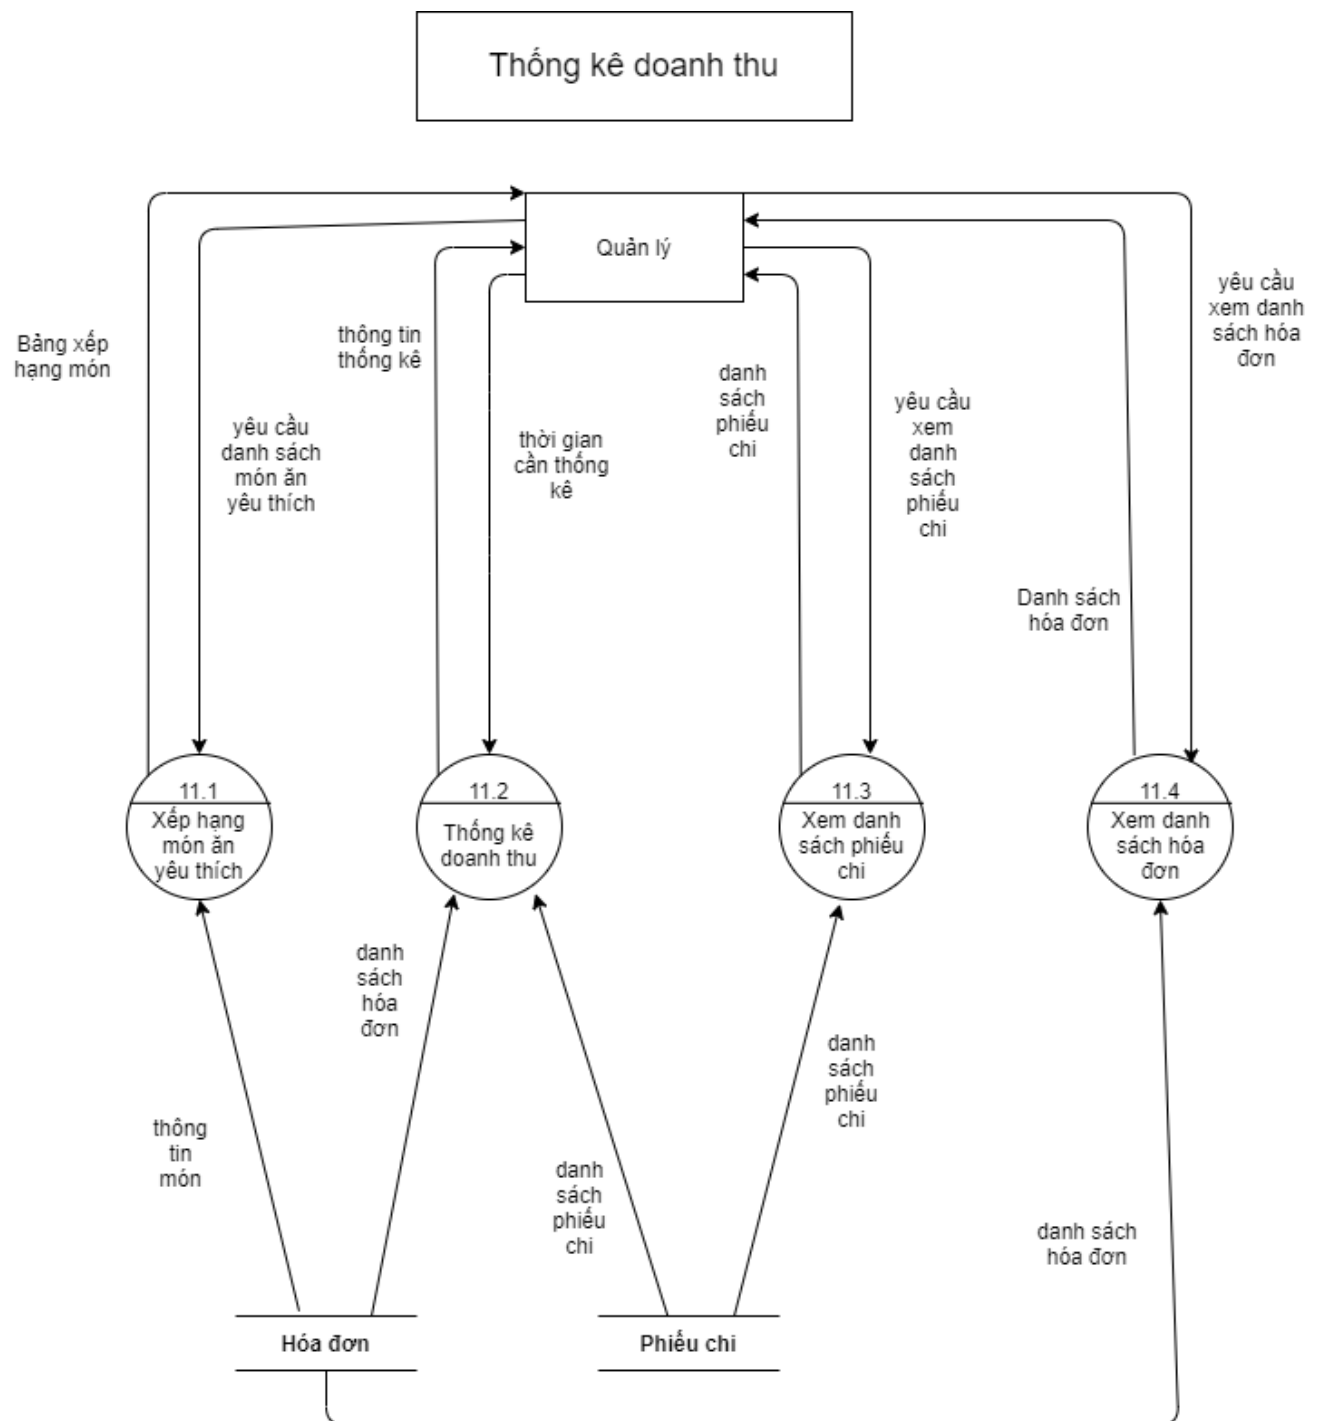 Thống kê doanh thu
Quản lý
Bảng xếp
hạng món
yêu cầu
danh sách
món ăn
yêu thích
thông tin
thống kê
thời gian
cần thống
kê
danh
sách
phiếu
chi
yêu cầu
xem
danh
sách
phiếu
chi
Danh sách
hóa đơn
yêu cầu
xem danh
sách hóa
đơn
11.1
Xếp hạng
món ăn
yêu thích
11.2
Thống kê
doanh thu
11.3
Xem danh
sách phiếu
chi
11.4
Xem danh
sách hóa
đơn
thông
tin
món
danh
sách
hóa
đơn
danh
sách
phiếu
chi
danh
sách
phiếu
chi
danh sách
hóa đơn
Hóa đơn
Phiếu chi